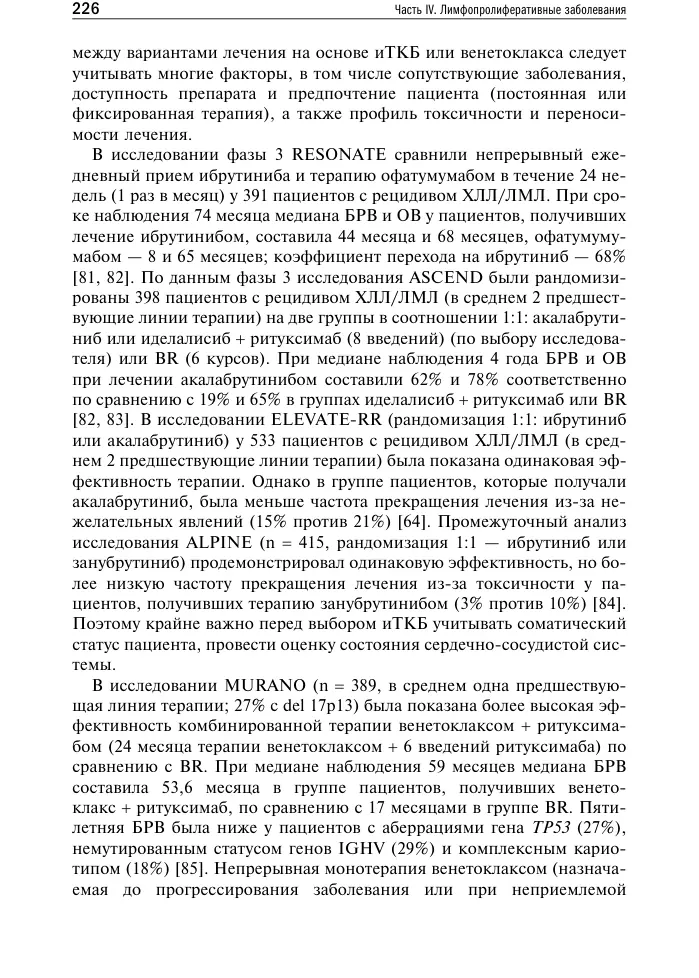 226
Часть IV. Лимфопролиферативные заболевания
между вариантами лечения на основе иТКБ или венетоклакса следует
учитывать многие факторы, в том числе сопутствующие заболевания,
доступность препарата и предпочтение пациента (постоянная или
фиксированная терапия), а также профиль токсичности и переноси-
мости лечения.
В исследовании фазы 3 RESONATE сравнили непрерывный еже-
дневный прием ибрутиниба и терапию офатумумабом в течение 24 не-
дель (1 раз в месяц) у 391 пациентов с рецидивом ХЛЛ/ЛМЛ. При сро-
ке наблюдения 74 месяца медиана БРВ и ОВ у пациентов, получивших
лечение ибрутинибом, составила 44 месяца и 68 месяцев, офатумуму-
мабом — 8 и 65 месяцев; коэффициент перехода на ибрутиниб — 68%
[81, 82]. По данным фазы 3 исследования ASCEND были рандомизи-
рованы 398 пациентов с рецидивом ХЛЛ/ЛМЛ (в среднем 2 предшест-
вующие линии терапии) на две группы в соотношении 1:1: акалабрути-
ниб или иделалисиб + ритуксимаб (8 введений) (по выбору исследова-
теля) или BR (6 курсов). При медиане наблюдения 4 года БРВ и ОВ
при лечении акалабрутинибом составили 62% и 78% соответственно
по сравнению с 19% и 65% в группах иделалисиб + ритуксимаб или BR
[82, 83]. В исследовании ELEVATE-RR (рандомизация 1:1: ибрутиниб
или акалабрутиниб) у 533 пациентов с рецидивом ХЛЛ/ЛМЛ (в сред-
нем 2 предшествующие линии терапии) была показана одинаковая эф-
фективность терапии. Однако в группе пациентов, которые получали
акалабрутиниб, была меньше частота прекращения лечения из-за не-
желательных явлений (15% против 21%) [64]. Промежуточный анализ
исследования ALPINE (n = 415, рандомизация 1:1 — ибрутиниб или
занубрутиниб) продемонстрировал одинаковую эффективность, но бо-
лее низкую частоту прекращения лечения из-за токсичности у па-
циентов, получивших терапию занубрутинибом (3% против 10%) [84].
Поэтому крайне важно перед выбором иТКБ учитывать соматический
статус пациента, провести оценку состояния сердечно-сосудистой сис-
темы.
В исследовании MURANO (n = 389, в среднем одна предшествую-
щая линия терапии; 27% с del 17p13) была показана более высокая эф-
фективность комбинированной терапии венетоклаксом + ритуксима-
бом (24 месяца терапии венетоклаксом + 6 введений ритуксимаба) по
сравнению с BR. При медиане наблюдения 59 месяцев медиана БРВ
составила 53,6 месяца в группе пациентов, получивших венето-
клакс + ритуксимаб, по сравнению с 17 месяцами в группе BR. Пяти-
летняя БРВ была ниже у пациентов с аберрациями гена TP53 (27%),
немутированным статусом генов IGHV (29%) и комплексным карио-
типом (18%) [85]. Непрерывная монотерапия венетоклаксом (назнача-
емая до прогрессирования заболевания или при неприемлемой